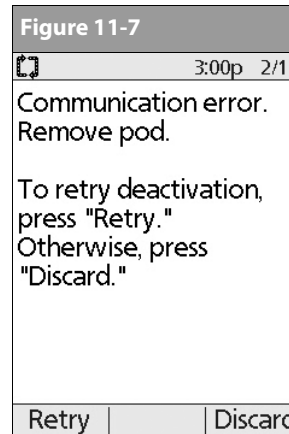 Figure 11-7
3:00p 2/1
Communication error.
Remove pod.
To retry deactivation,
press "Retry."
Otherwise, press
"Discard."
Retry Discard